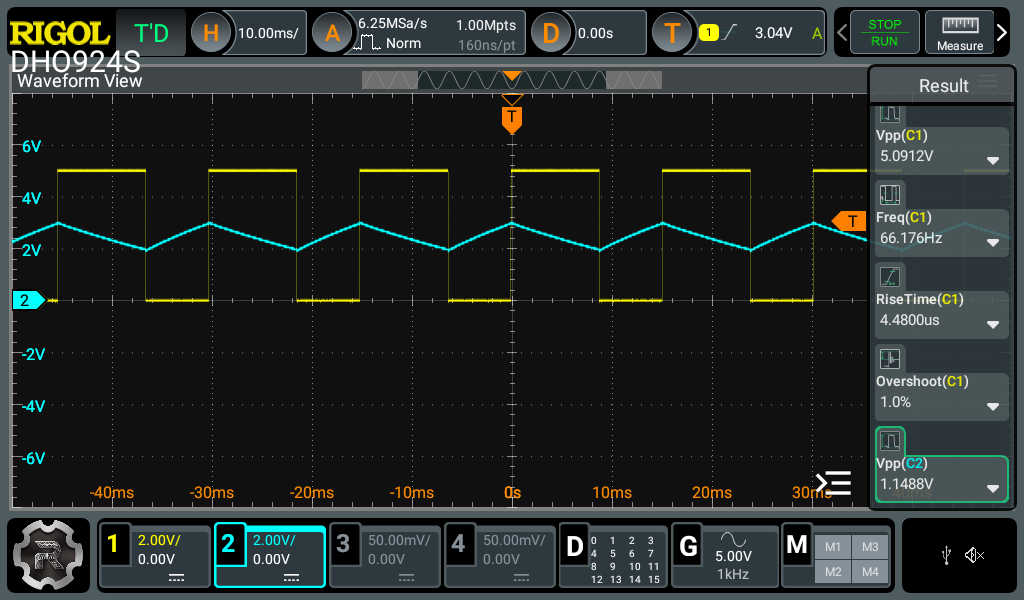 RIGOL T'D H 10.00ms/ A 6.25MSa/s 1.00Mpts D 0.00s T 1 3.04V A STOP
Norm 160ns/pt RUN Measure
DHO924S
Waveform View
Result
T
6V
4V
2V
2
-2V
-4V
-6V
T
-40ms -30ms -20ms -10ms 0s 10ms 20ms 30ms 40ms
Vpp(C1)
5.0912V
Freq(C1)
66.176Hz
RiseTime(C1)
4.4800us
Overshoot(C1)
1.0%
Vpp(C2)
1.1488V
1 2.00V/
0.00V
2 2.00V/
0.00V
3 50.00mV/
0.00V
4 50.00mV/
0.00V
D 0 1 2 3
4 5 6 7
8 9 10 11
12 13 14 15
G 5.00V
1kHz
M M1 M3
M2 M4
R